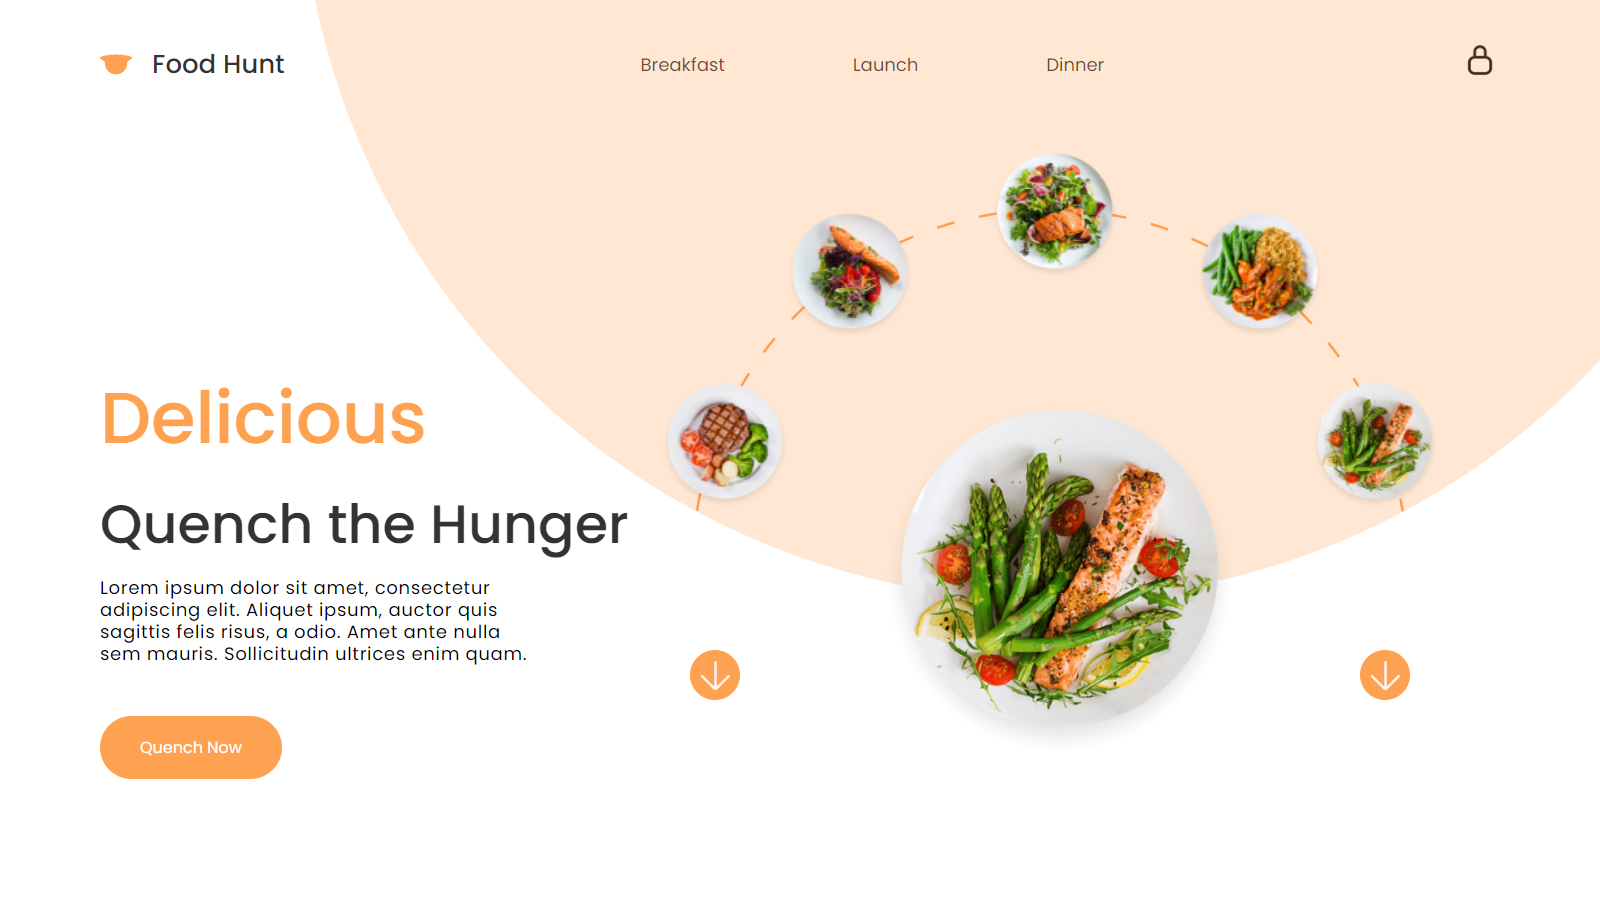 Food Hunt
Breakfast
Launch
Dinner
Delicious
Quench the Hunger
Lorem ipsum dolor sit amet, consectetur
adipiscing elit. Aliquet ipsum, auctor quis
sagittis felis risus, a odio. Amet ante nulla
sem mauris. Sollicitudin ultrices enim quam.
Quench Now